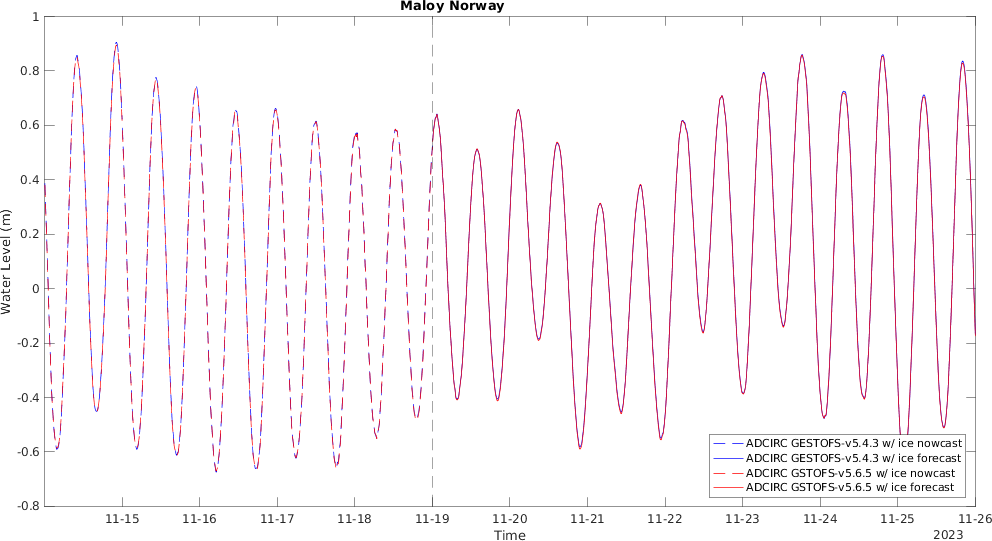 Maloy Norway
1
0.8
0.6
0.4
0.2
0
-0.2
-0.4
-0.6
-0.8
Water Level (m)
ADCIRC GESTOFS-v5.4.3 w/ ice nowcast
ADCIRC GESTOFS-v5.4.3 w/ ice forecast
ADCIRC GSTOFS-v5.6.5 w/ ice nowcast
ADCIRC GSTOFS-v5.6.5 w/ ice forecast
11-15 11-16 11-17 11-18 11-19 11-20 11-21 11-22 11-23 11-24 11-25 11-26
Time
2023